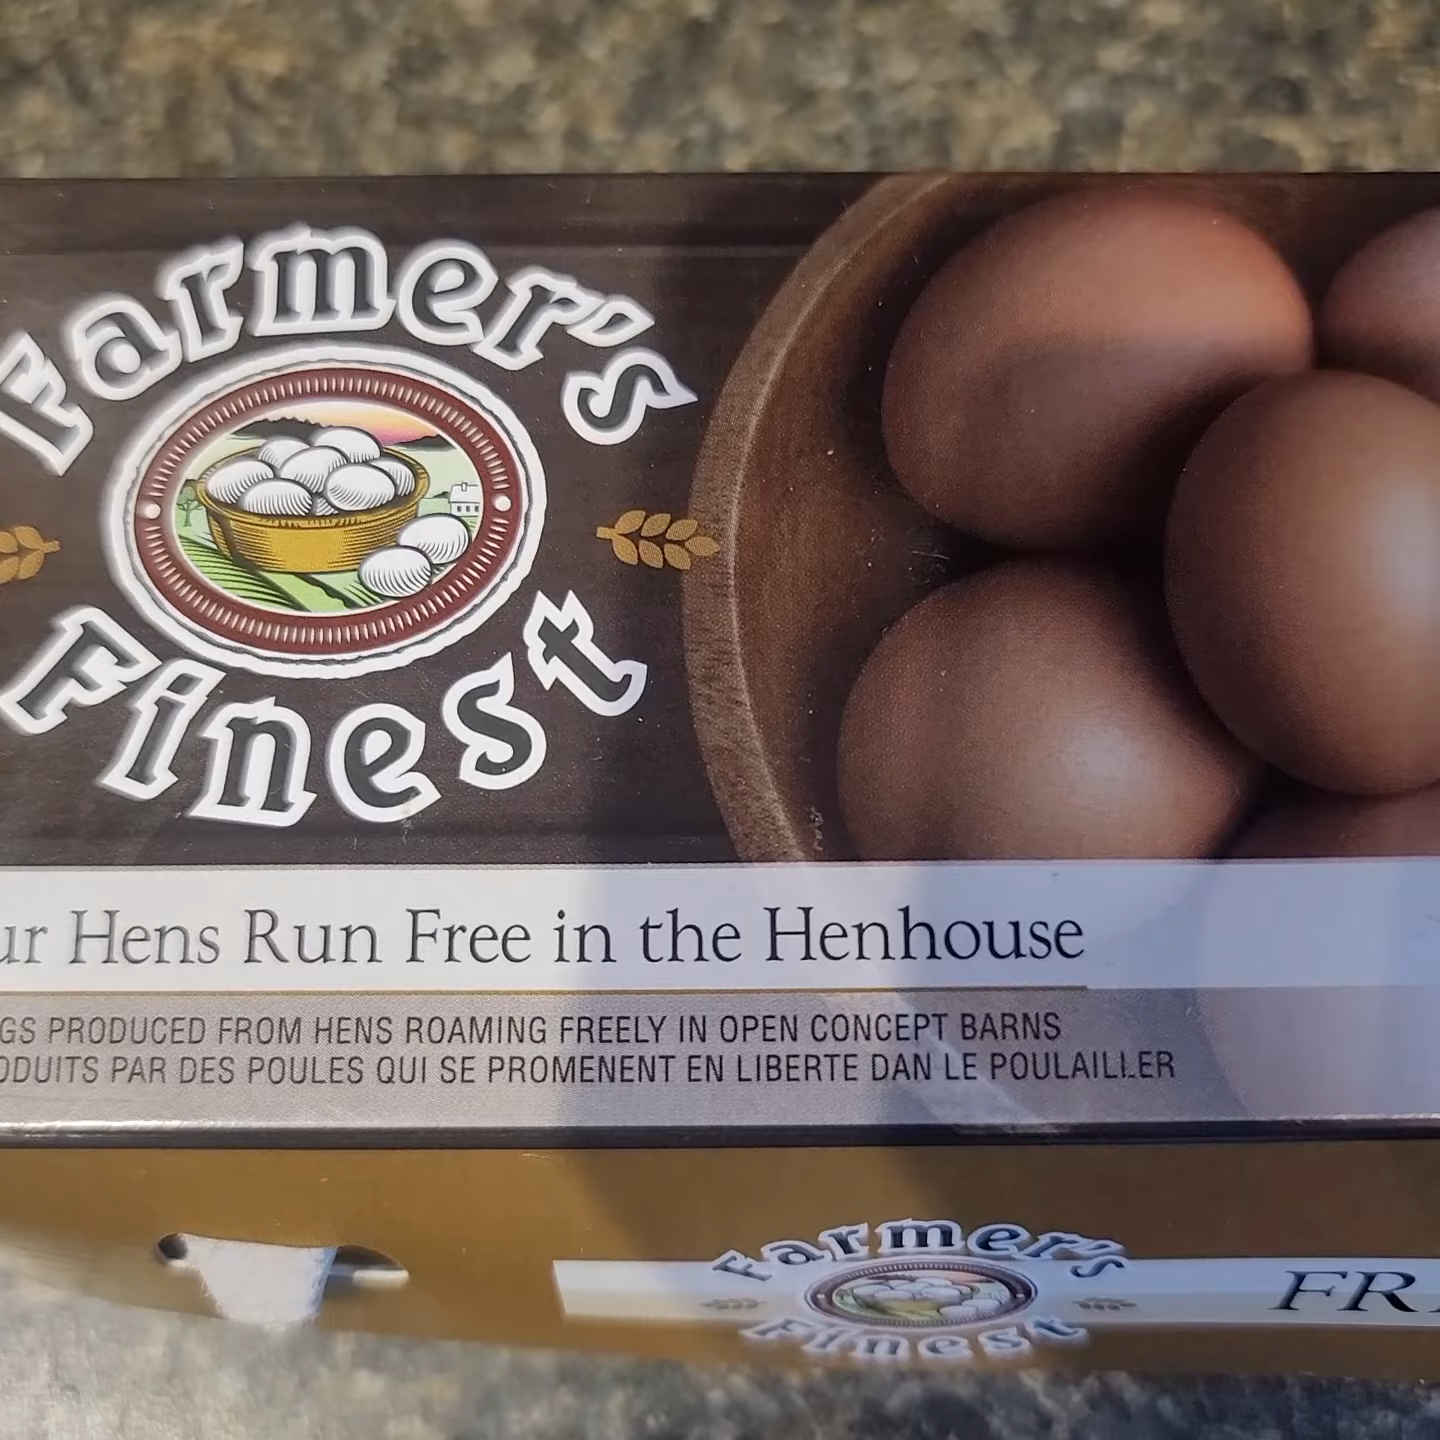 Farmer's
Finest
ur Hens Run Free in the Henhouse
GS PRODUCED FROM HENS ROAMING FREELY IN OPEN CONCEPT BARNS
ODUITS PAR DES POULES QUI SE PROMENENT EN LIBERTE DAN LE POULAILLER
Farmer's
Finest
FR